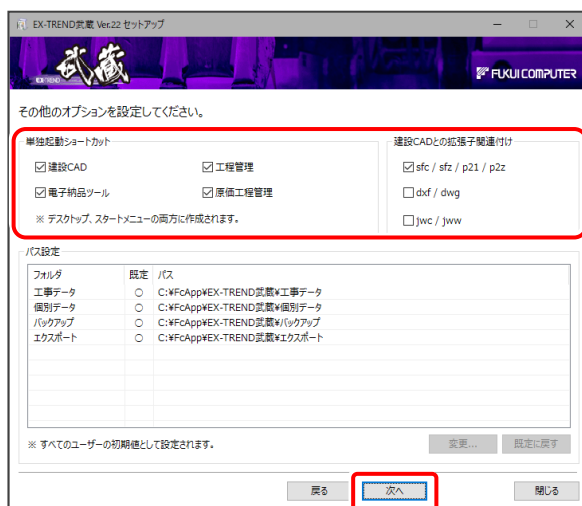 EX-TREND武蔵 Ver.22 セットアップ
武蔵
EX-TREND
FUKUI COMPUTER
その他のオプションを設定してください。
単独起動ショートカット
建設CADとの拡張子関連付け
建設CAD
工程管理
sfc / sfz / p21 / p2z
電子納品ツール
原価工程管理
dxf / dwg
※ デスクトップ、スタートメニューの両方に作成されます。
jwc / jww
パス設定
フォルダ 既定 パス
工事データ ○ C:¥FcApp¥EX-TREND武蔵¥工事データ
個別データ ○ C:¥FcApp¥EX-TREND武蔵¥個別データ
バックアップ ○ C:¥FcApp¥EX-TREND武蔵¥バックアップ
エクスポート ○ C:¥FcApp¥EX-TREND武蔵¥エクスポート
※ すべてのユーザーの初期値として設定されます。
変更... 既定に戻す
戻る 次へ 閉じる